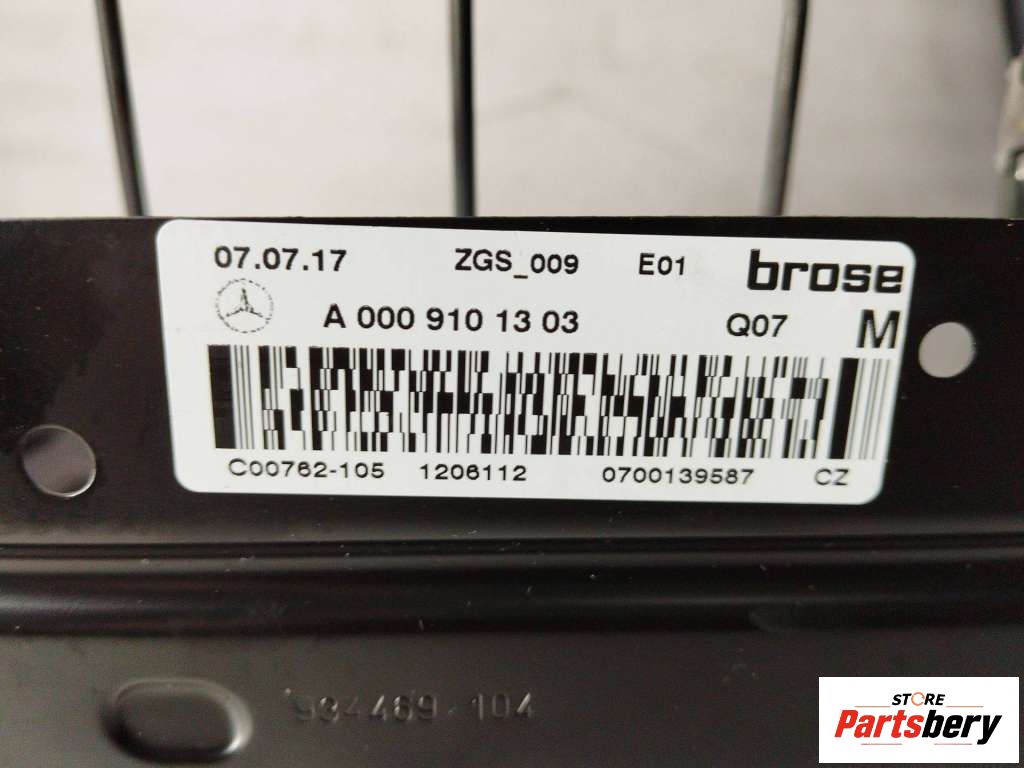 07.07.17 ZGS_009 E01 brose
A 000 910 13 03 Q07 M
C00762-105 1206112 0700139587 CZ
934469-104
STORE
Partsbery